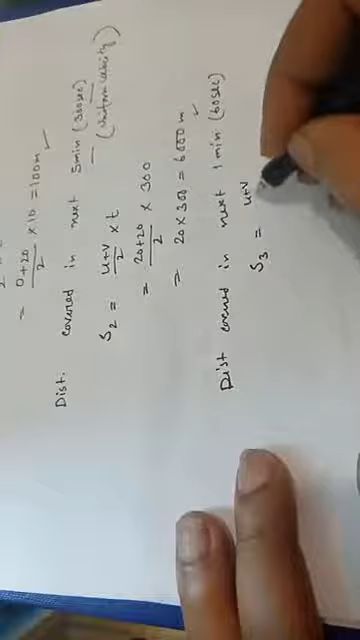 = 0+20/2 × 10 = 100m ✓
Dist. covered in next 5min (300sec)
(Uniform velocity)
S2 = u+v/2 × t
= 20+20/2 × 300
= 20 × 300 = 6000 m ✓
Dist covered in next 1 min (60sec)
S3 = u+v